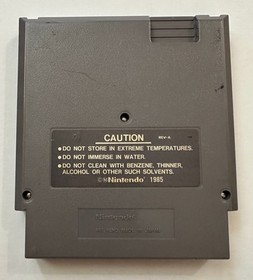 CAUTION
REV-A
•DO NOT STORE IN EXTREME TEMPERATURES.
•DO NOT IMMERSE IN WATER.
•DO NOT CLEAN WITH BENZENE, THINNER,
ALCOHOL OR OTHER SUCH SOLVENTS.
Nintendo 1985
Nintendo